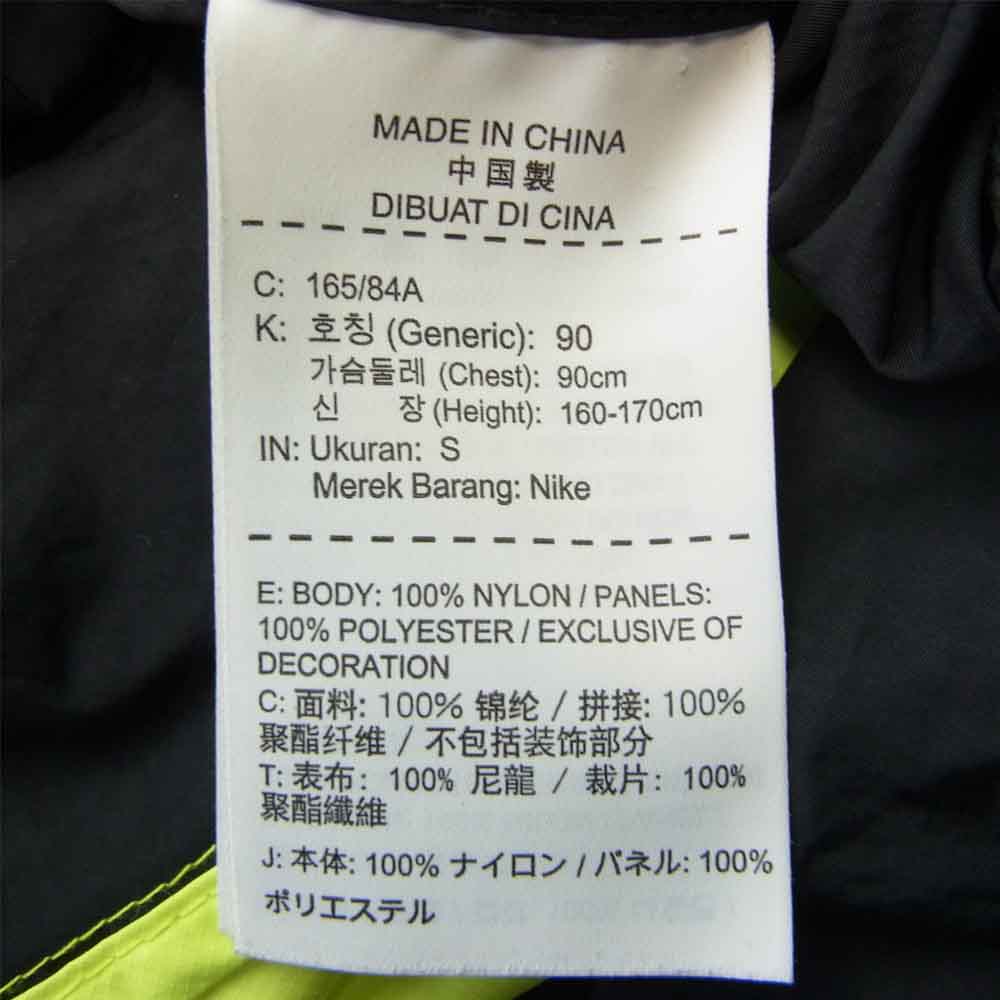 MADE IN CHINA
中国製
DIBUAT DI CINA
C: 165/84A
K: 호칭 (Generic): 90
가슴둘레 (Chest): 90cm
신 장 (Height): 160-170cm
IN: Ukuran: S
Merek Barang: Nike
E: BODY: 100% NYLON / PANELS:
100% POLYESTER / EXCLUSIVE OF
DECORATION
C: 面料: 100% 锦纶 / 拼接: 100%
聚酯纤维 / 不包括装饰部分
T: 表布: 100% 尼龍 / 裁片: 100%
聚酯纖維
J: 本体: 100% ナイロン / パネル: 100%
ポリエステル